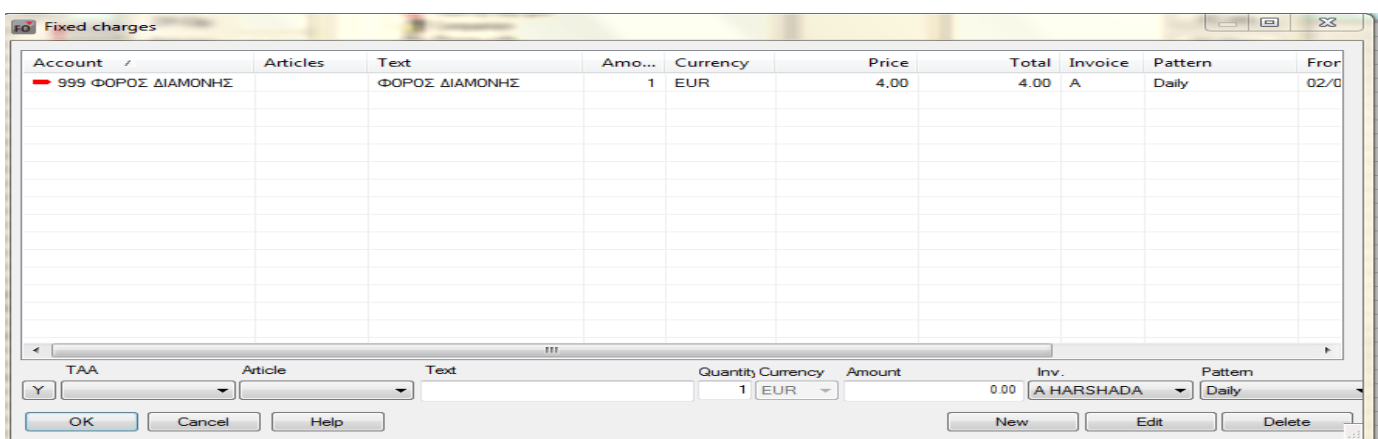 FO Fixed charges
Account Articles Text Amo... Currency Price Total Invoice Pattern Fror
999 ΦΟΡΟΣ ΔΙΑΜΟΝΗΣ ΦΟΡΟΣ ΔΙΑΜΟΝΗΣ 1 EUR 4,00 4.00 A Daily 02/0
TAA Article Text Quantity Currency Amount Inv. Pattern
Y 1 EUR 0.00 A HARSHADA Daily
OK Cancel Help New Edit Delete